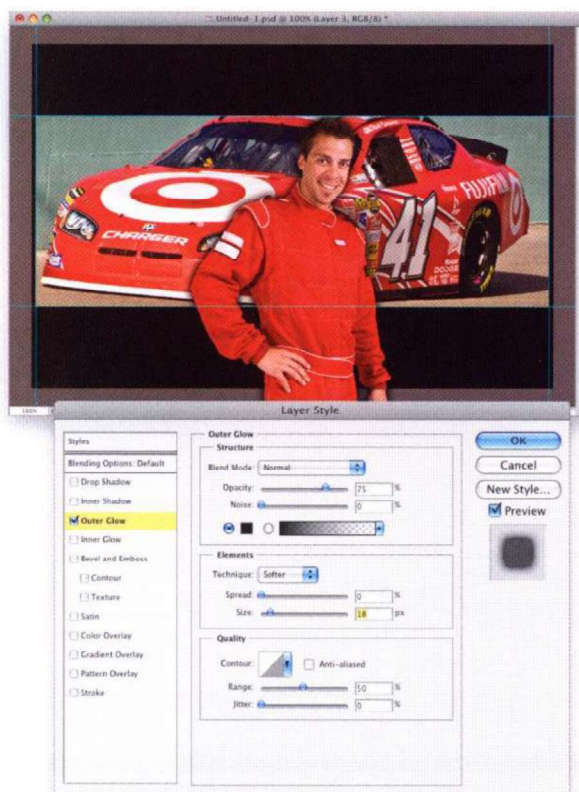 Untitled-1.psd @ 100% (Layer 3, RGB/8) *
CHARGER
41
FUJIFILM
DODGE
100%
Layer Style
Styles
Blending Options: Default
Drop Shadow
Inner Shadow
Outer Glow
Inner Glow
Bevel and Emboss
Contour
Texture
Satin
Color Overlay
Gradient Overlay
Pattern Overlay
Stroke
Outer Glow
Structure
Blend Mode: Normal
Opacity: 75 %
Noise: 0 %
Elements
Technique: Softer
Spread: 0 %
Size: 18 px
Quality
Contour: Anti-aliased
Range: 50 %
Jitter: 0 %
OK
Cancel
New Style...
Preview